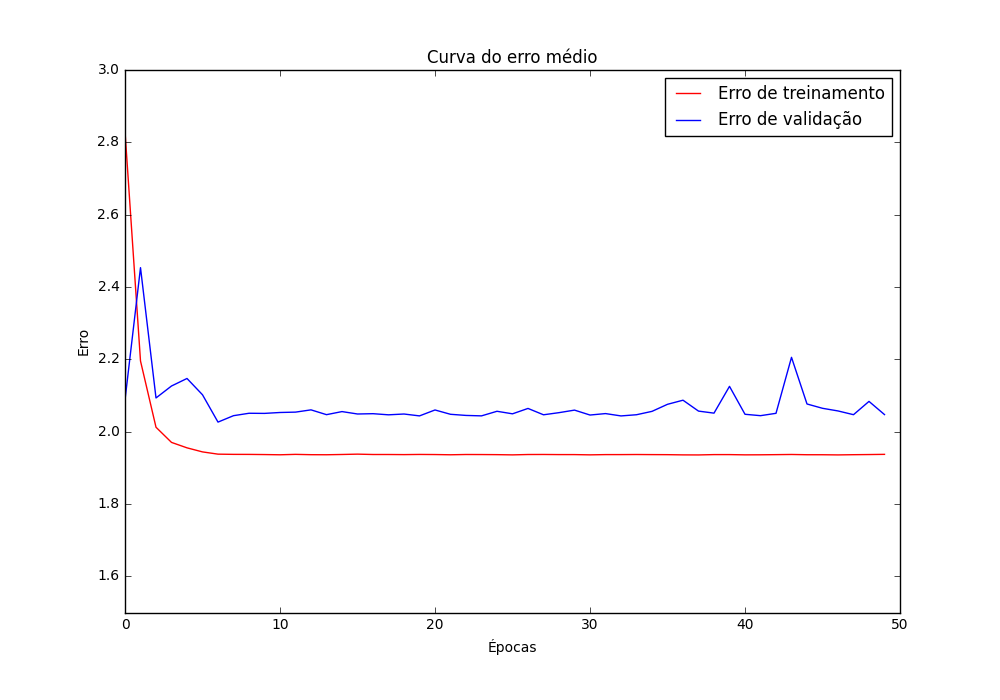 Curva do erro médio
Erro de treinamento
Erro de validação
3.0
2.8
2.6
2.4
2.2
2.0
1.8
1.6
Erro
0 10 20 30 40 50
Épocas